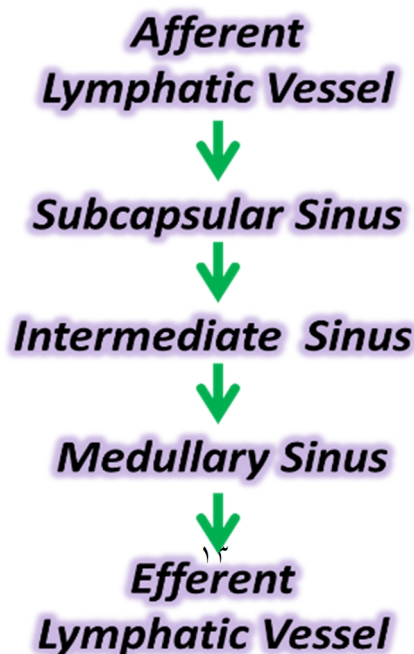 Afferent
Lymphatic Vessel
Subcapsular Sinus
Intermediate Sinus
Medullary Sinus
١٣
Efferent
Lymphatic Vessel